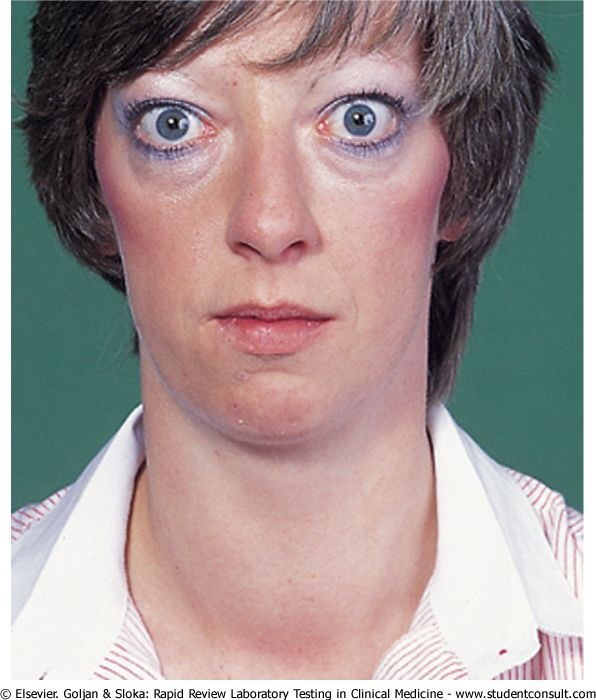 © Elsevier. Goljan & Sloka: Rapid Review Laboratory Testing in Clinical Medicine - www.studentconsult.com